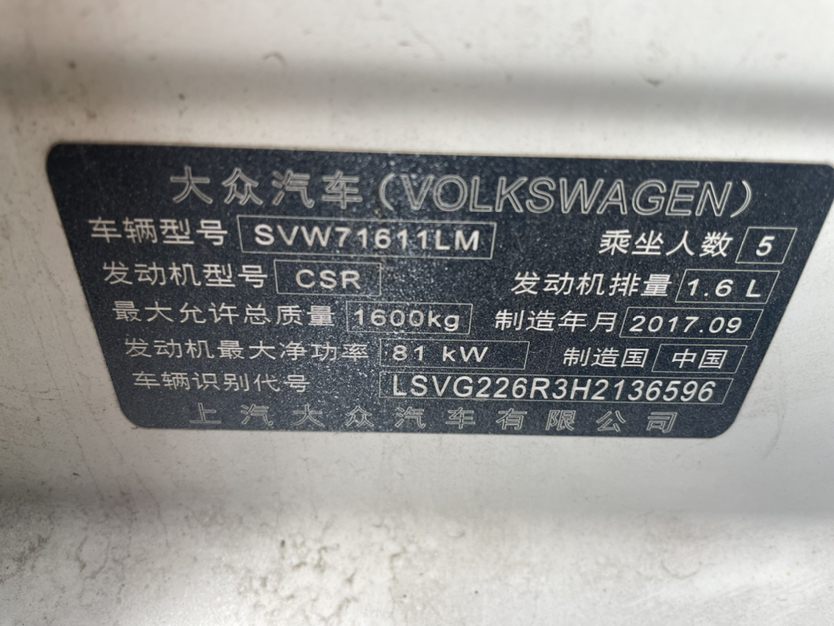 大众汽车(VOLKSWAGEN)
车辆型号 SVW71611LM 乘坐人数 5
发动机型号 CSR 发动机排量 1.6 L
最大允许总质量 1600kg 制造年月 2017.09
发动机最大净功率 81 kW 制造国 中国
车辆识别代号 LSVG226R3H2136596
上汽大众汽车有限公司